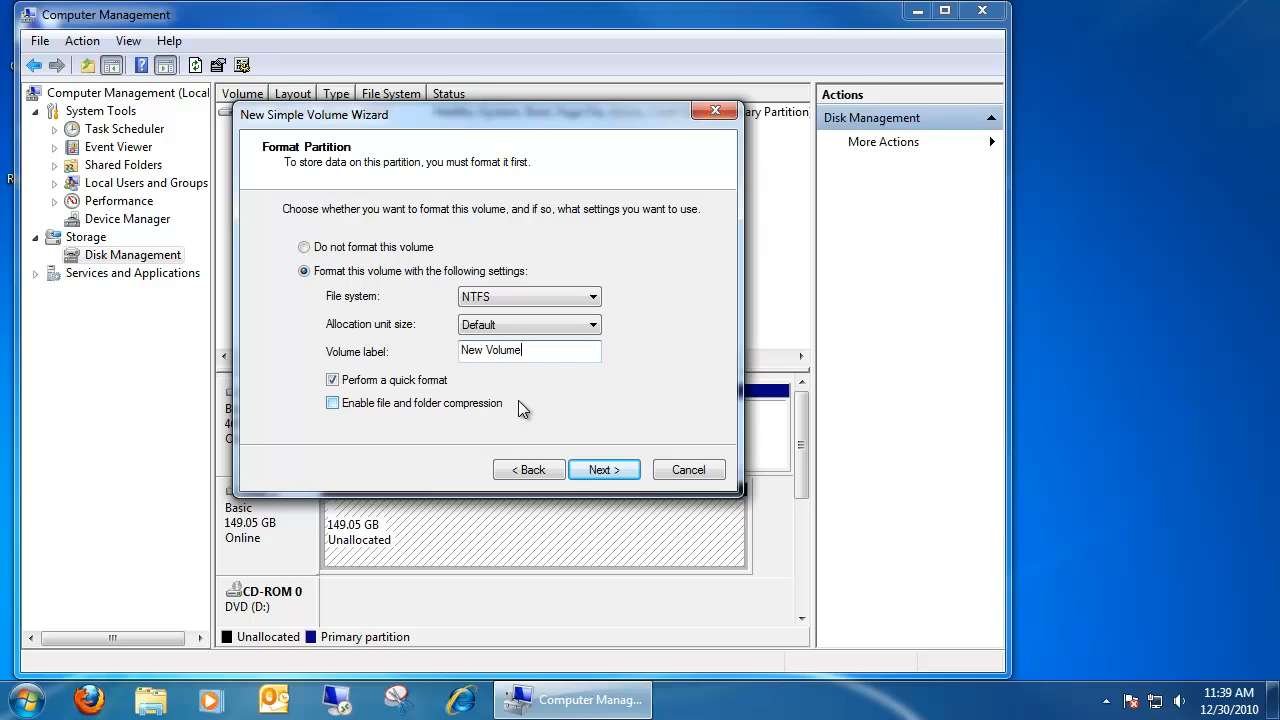 Computer Management
File Action View Help
Computer Management (Local
System Tools
Task Scheduler
Event Viewer
Shared Folders
Local Users and Groups
Performance
Device Manager
Storage
Disk Management
Services and Applications
Volume Layout Type File System Status
ary Partition)
New Simple Volume Wizard
Format Partition
To store data on this partition, you must format it first.
Choose whether you want to format this volume, and if so, what settings you want to use.
Do not format this volume
Format this volume with the following settings:
File system: NTFS
Allocation unit size: Default
Volume label: New Volume
Perform a quick format
Enable file and folder compression
< Back Next > Cancel
Basic
149.05 GB
Online
149.05 GB
Unallocated
CD-ROM 0
DVD (D:)
Unallocated Primary partition
Actions
Disk Management
More Actions
Computer Manag...
11:39 AM
12/30/2010